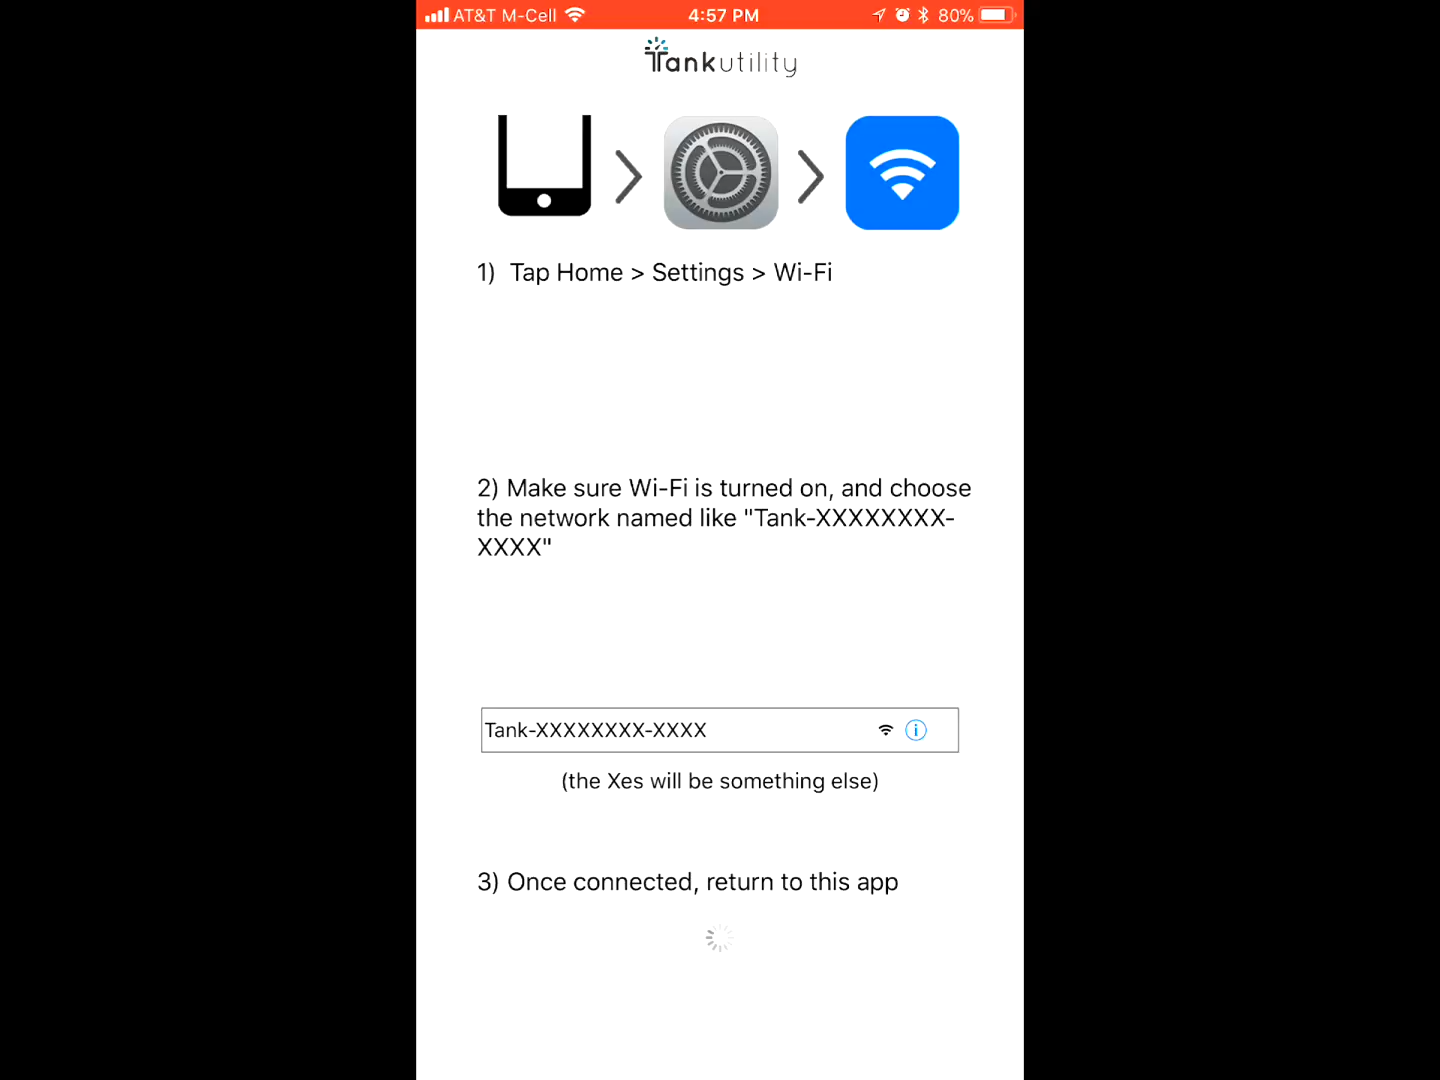 AT&T M-Cell 4:57 PM 80%
Tankutility
1) Tap Home > Settings > Wi-Fi
2) Make sure Wi-Fi is turned on, and choose
the network named like "Tank-XXXXXXXX-
XXXX"
Tank-XXXXXXXX-XXXX
(the Xes will be something else)
3) Once connected, return to this app